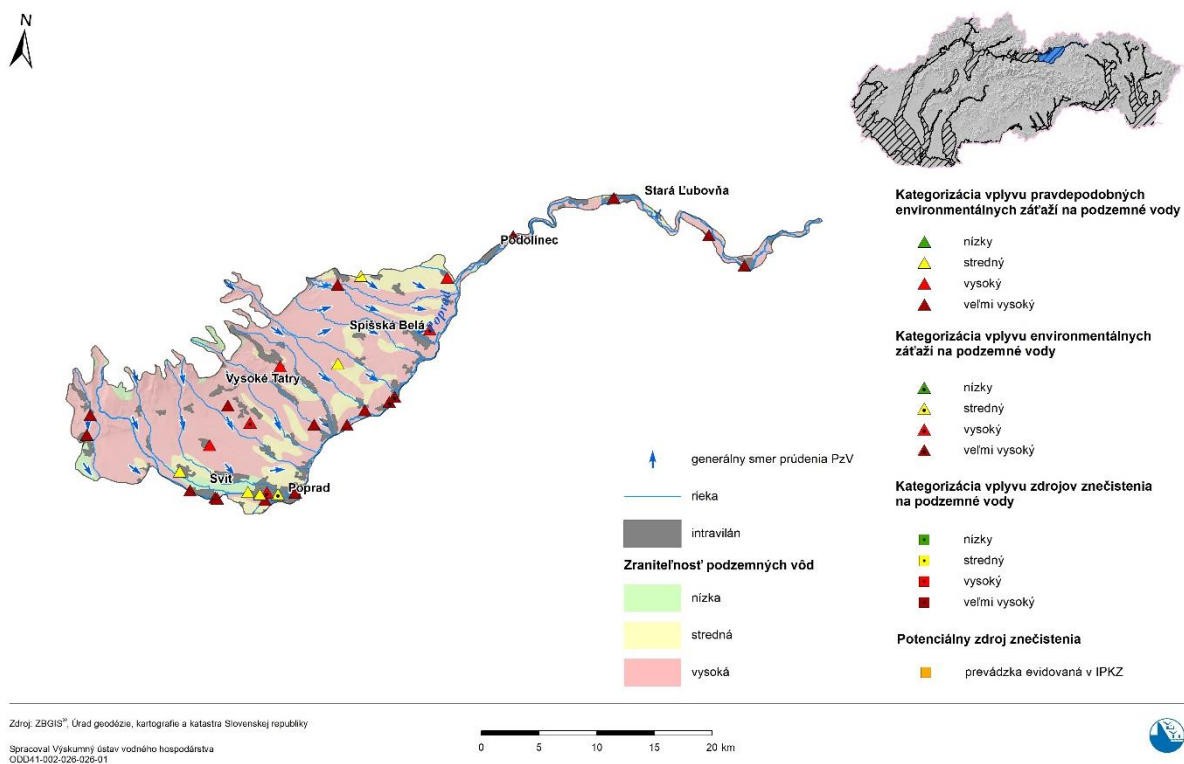 N
Stará Ľubovňa
Podolínec
Poprad
Spišská Belá
Vysoké Tatry
Svit
Poprad
generálny smer prúdenia PzV
rieka
intravilán
Zraniteľnosť podzemných vôd
nízka
stredná
vysoká
Kategorizácia vplyvu pravdepodobných
environmentálnych záťaží na podzemné vody
nízky
stredný
vysoký
veľmi vysoký
Kategorizácia vplyvu environmentálnych
záťaží na podzemné vody
nízky
stredný
vysoký
veľmi vysoký
Kategorizácia vplyvu zdrojov znečistenia
na podzemné vody
nízky
stredný
vysoký
veľmi vysoký
Potenciálny zdroj znečistenia
prevádzka evidovaná v IPKZ
Zdroj: ZBGIS®, Úrad geodézie, kartografie a katastra Slovenskej republiky
Spracoval Výskumný ústav vodného hospodárstva
ODD41-002-026-026-01
0 5 10 15 20 km